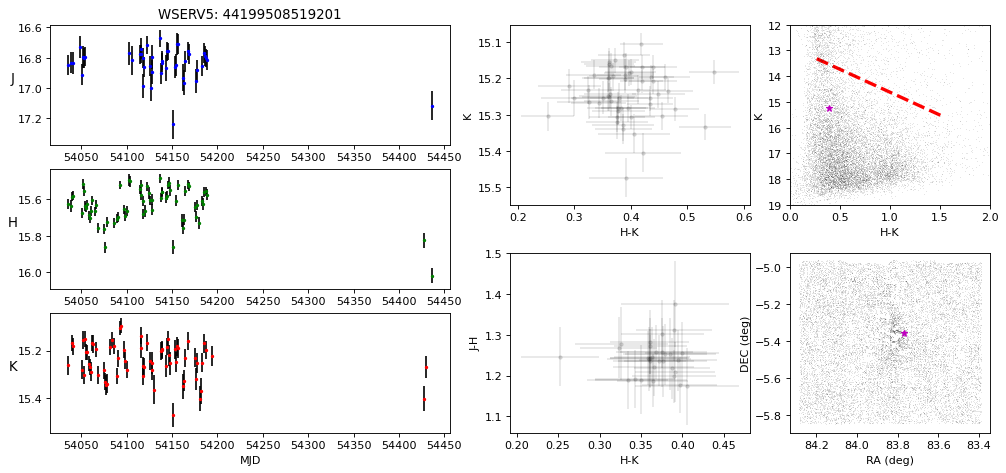 WSERV5: 44199508519201
16.6
16.8
17.0
17.2
J
54050 54100 54150 54200 54250 54300 54350 54400 54450
15.6
15.8
16.0
H
54050 54100 54150 54200 54250 54300 54350 54400 54450
15.2
15.4
K
54050 54100 54150 54200 54250 54300 54350 54400 54450
MJD
15.1
15.2
15.3
15.4
15.5
K
0.2 0.3 0.4 0.5 0.6
H-K
12
13
14
15
16
17
18
19
K
0.0 0.5 1.0 1.5 2.0
H-K
1.5
1.4
1.3
1.2
1.1
J-H
0.20 0.25 0.30 0.35 0.40 0.45
H-K
−5.0
−5.2
−5.4
−5.6
−5.8
DEC (deg)
84.2 84.0 83.8 83.6 83.4
RA (deg)